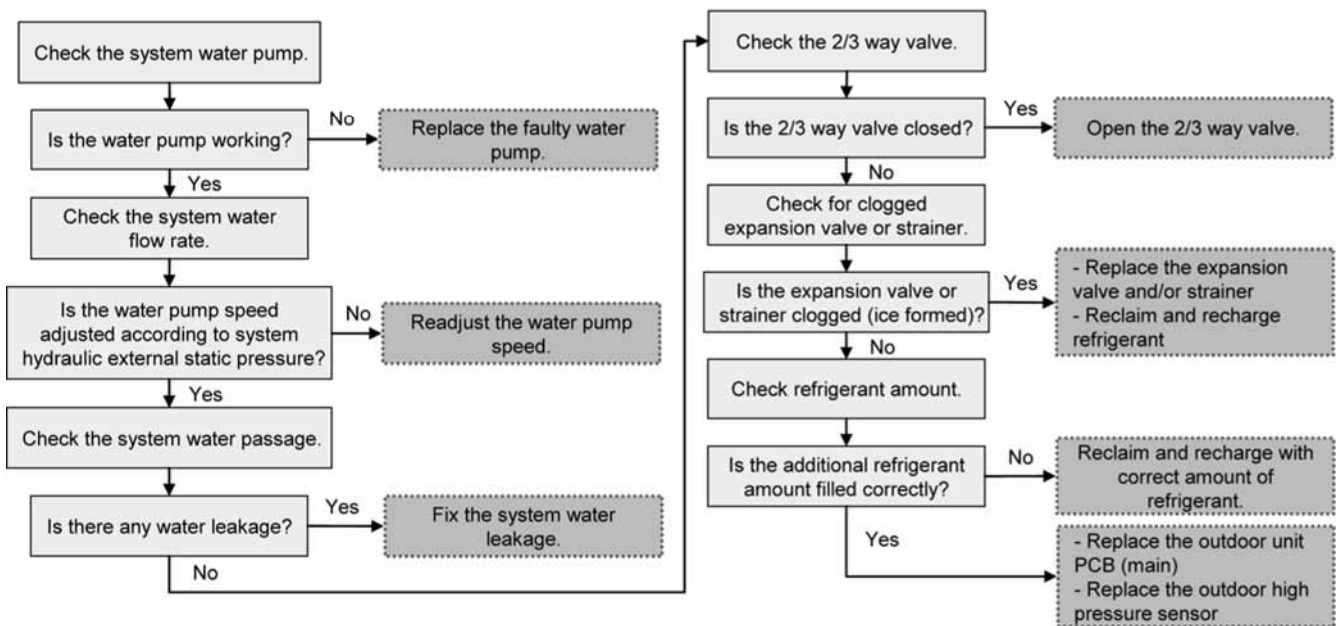 Check the system water pump.
Is the water pump working?
No
Replace the faulty water
pump.
Yes
Check the system water
flow rate.
Is the water pump speed
adjusted according to system
hydraulic external static pressure?
No
Readjust the water pump
speed.
Yes
Check the system water passage.
Is there any water leakage?
Yes
Fix the system water
leakage.
No
Check the 2/3 way valve.
Is the 2/3 way valve closed?
Yes
Open the 2/3 way valve.
No
Check for clogged
expansion valve or strainer.
Is the expansion valve or
strainer clogged (ice formed)?
Yes
- Replace the expansion
valve and/or strainer
- Reclaim and recharge
refrigerant
No
Check refrigerant amount.
Is the additional refrigerant
amount filled correctly?
No
Reclaim and recharge with
correct amount of
refrigerant.
Yes
- Replace the outdoor unit
PCB (main)
- Replace the outdoor high
pressure sensor